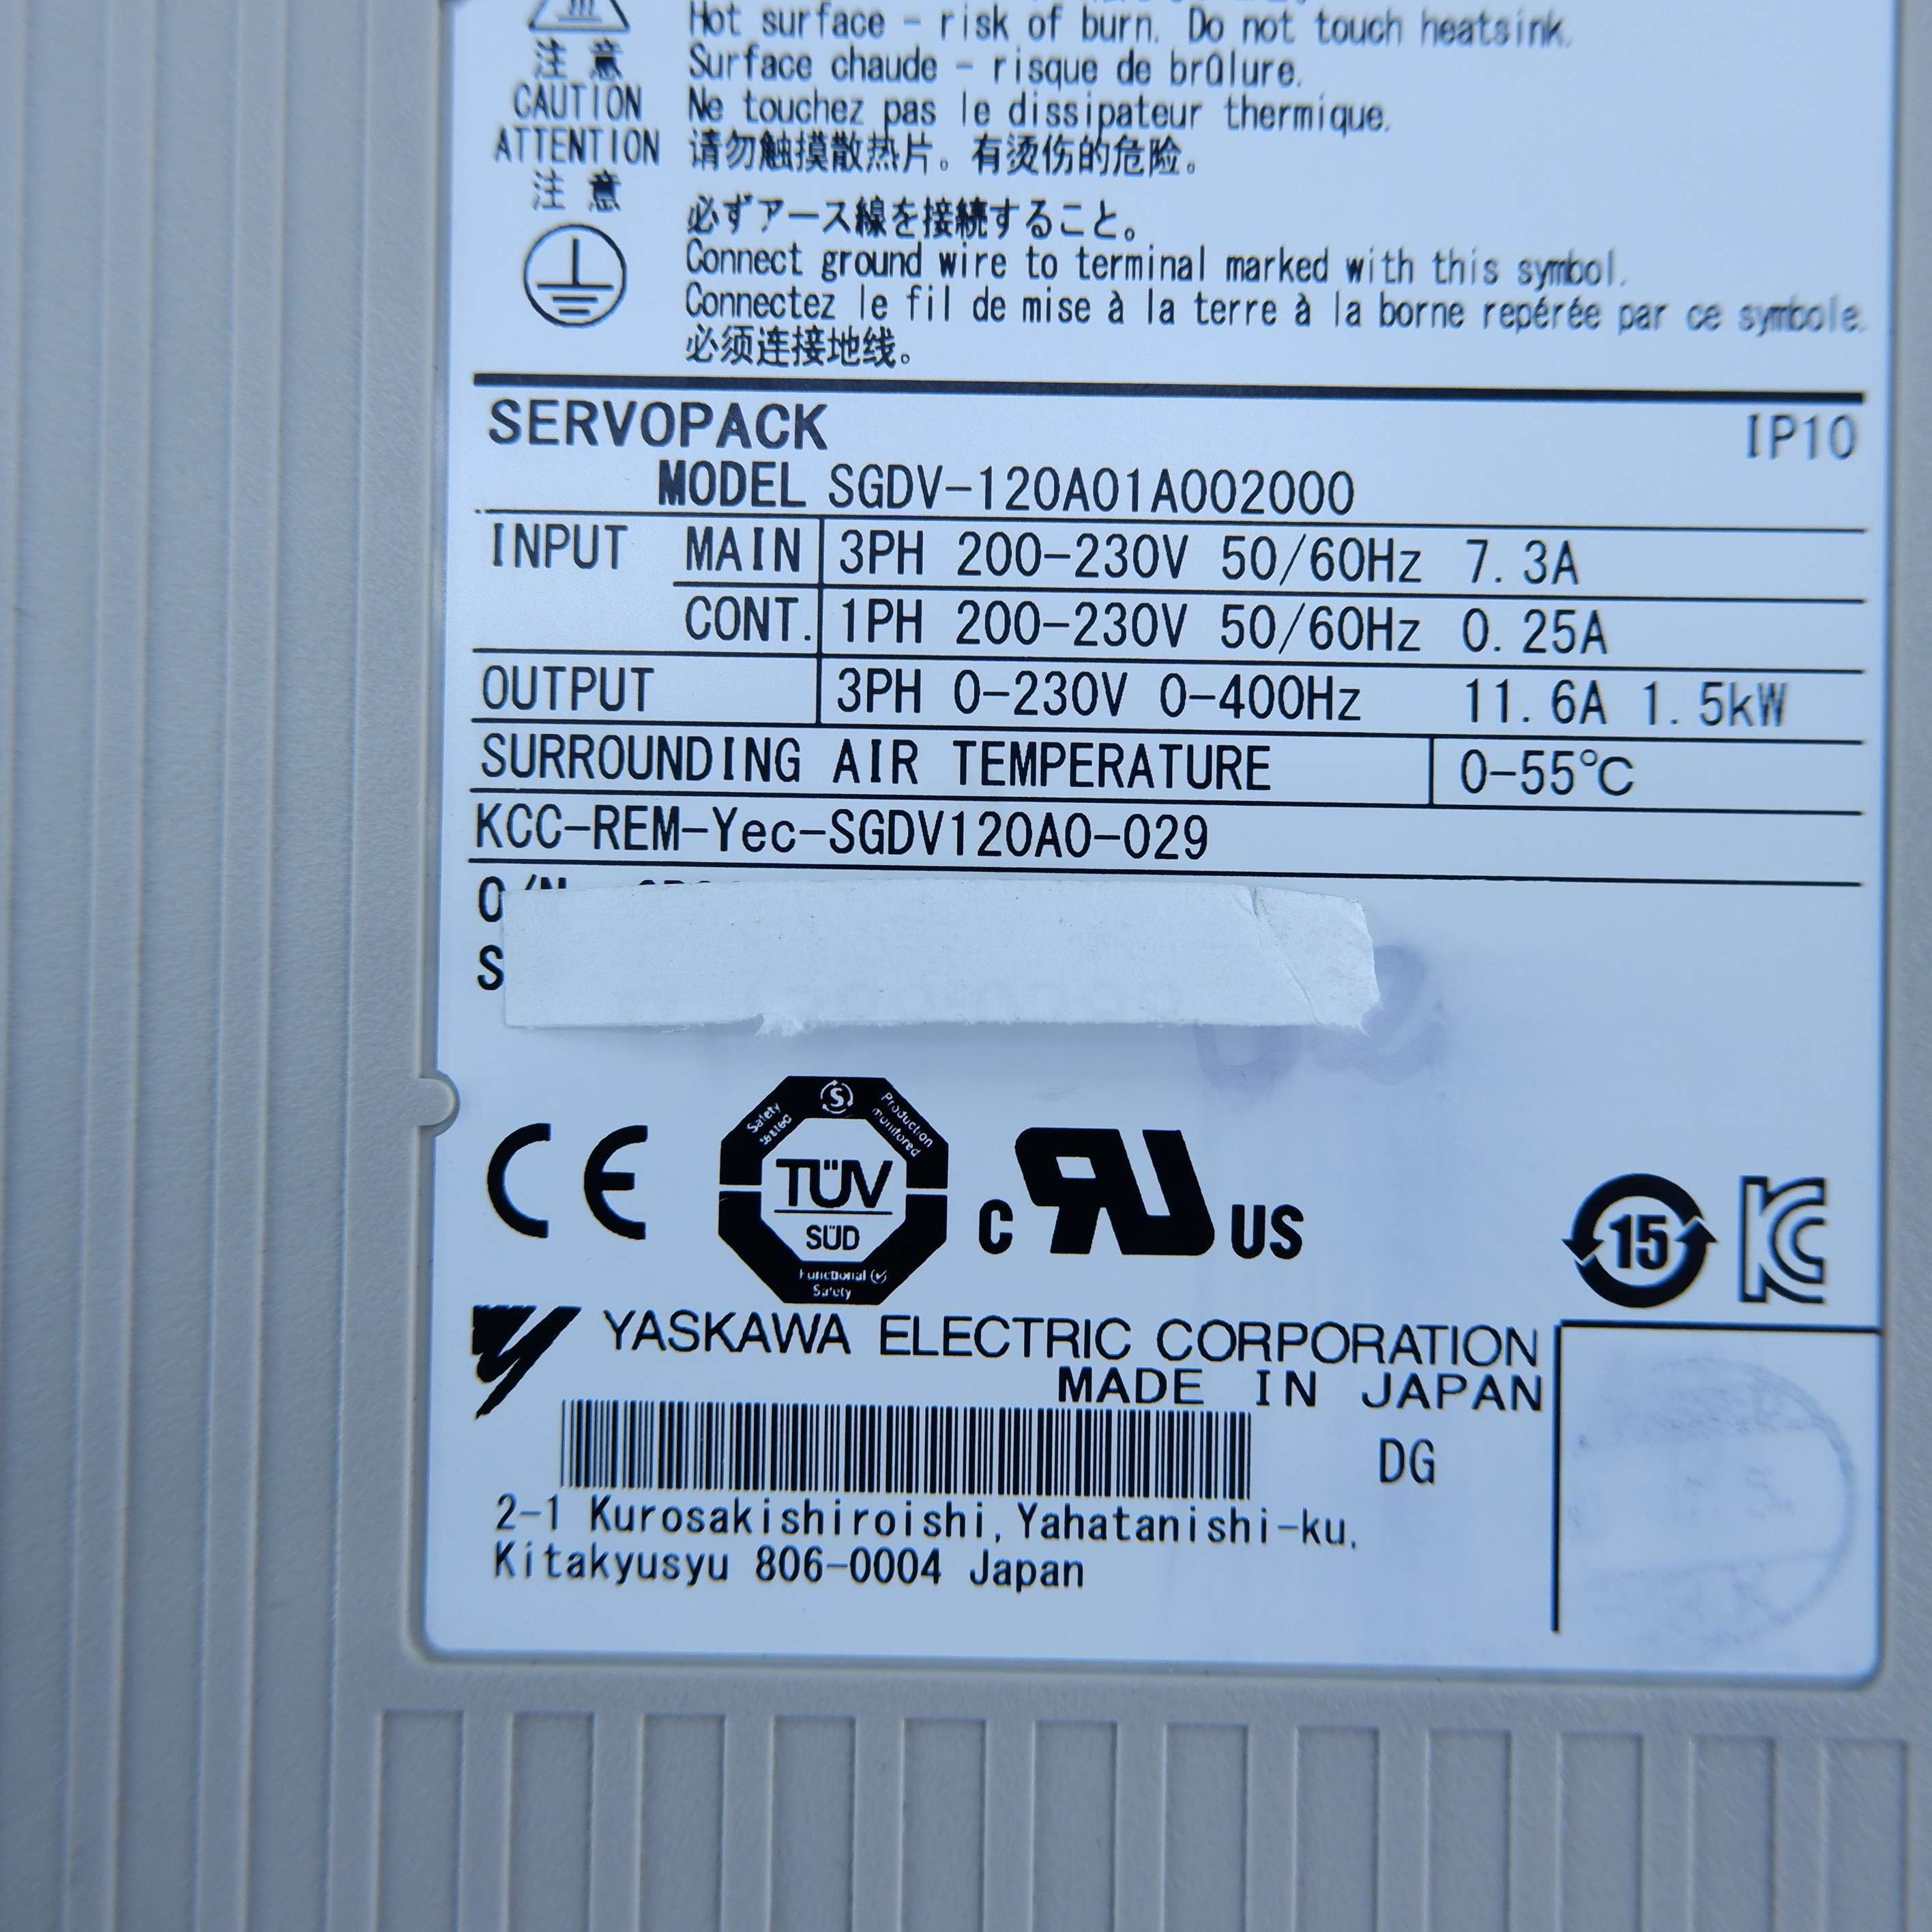 Hot surface - risk of burn. Do not touch heatsink.
注 意
Surface chaude - risque de brûlure.
CAUTION
Ne touchez pas le dissipateur thermique.
ATTENTION
请勿触摸散热片。有烫伤的危险。
注 意
必ずアース線を接続すること。
Connect ground wire to terminal marked with this symbol.
Connectez le fil de mise à la terre à la borne repérée par ce symbole.
必须连接地线。
SERVOPACK IP10
MODEL SGDV-120A01A002000
INPUT MAIN 3PH 200-230V 50/60Hz 7.3A
CONT. 1PH 200-230V 50/60Hz 0.25A
OUTPUT 3PH 0-230V 0-400Hz 11.6A 1.5kW
SURROUNDING AIR TEMPERATURE 0-55℃
KCC-REM-Yec-SGDV120A0-029
O/N
S
CE
Safety tested
S
Production monitored
TÜV
SÜD
Functional
Safety
c RU US
15
KC
YASKAWA ELECTRIC CORPORATION
MADE IN JAPAN
DG
2-1 Kurosakishiroishi, Yahatanishi-ku,
Kitakyusyu 806-0004 Japan